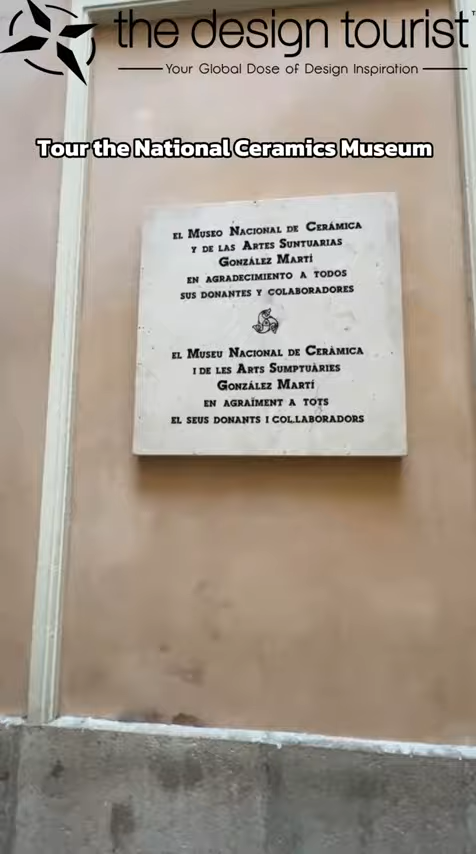 the design tourist
Your Global Dose of Design Inspiration
Tour the National Ceramics Museum
EL MUSEO NACIONAL DE CERÁMICA
Y DE LAS ARTES SUNTUARIAS
GONZÁLEZ MARTÍ
EN AGRADECIMIENTO A TODOS
SUS DONANTES Y COLABORADORES
EL MUSEU NACIONAL DE CERÀMICA
I DE LES ARTS SUMPTUÀRIES
GONZÁLEZ MARTÍ
EN AGRAÏMENT A TOTS
EL SEUS DONANTS I COL.LABORADORS